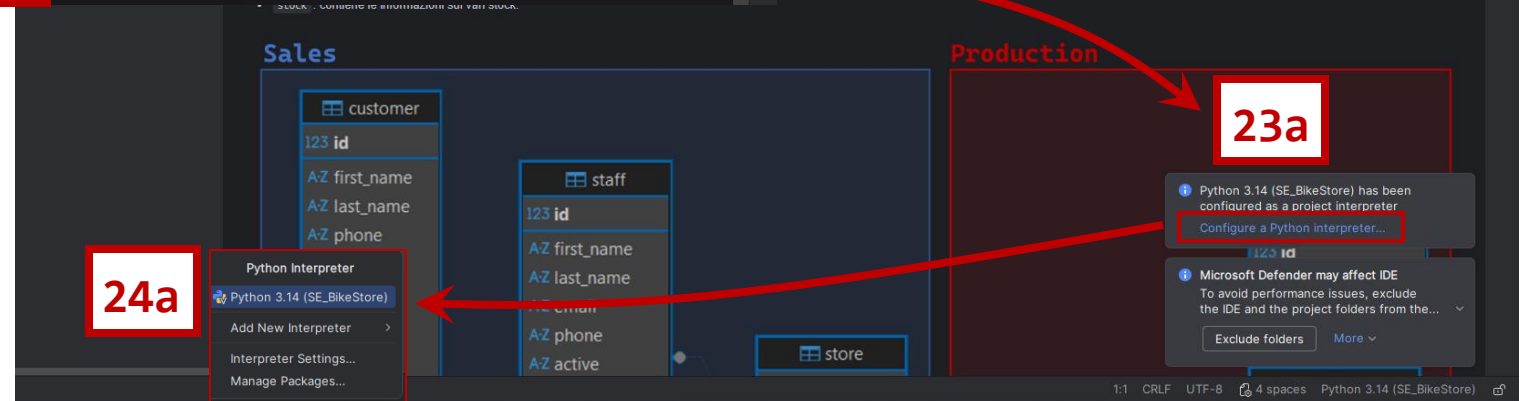 stock : contiene le informazioni sui vari stock.
Sales
Production
customer
123 id
A-Z first_name
A-Z last_name
A-Z phone
staff
123 id
A-Z first_name
A-Z last_name
A-Z email
A-Z phone
A-Z active
store
23a
Python 3.14 (SE_BikeStore) has been
configured as a project interpreter
Configure a Python interpreter...
123 id
Microsoft Defender may affect IDE
To avoid performance issues, exclude
the IDE and the project folders from the...
Exclude folders
More
24a
Python Interpreter
Python 3.14 (SE_BikeStore)
Add New Interpreter
Interpreter Settings...
Manage Packages...
1:1 CRLF UTF-8 4 spaces Python 3.14 (SE_BikeStore)